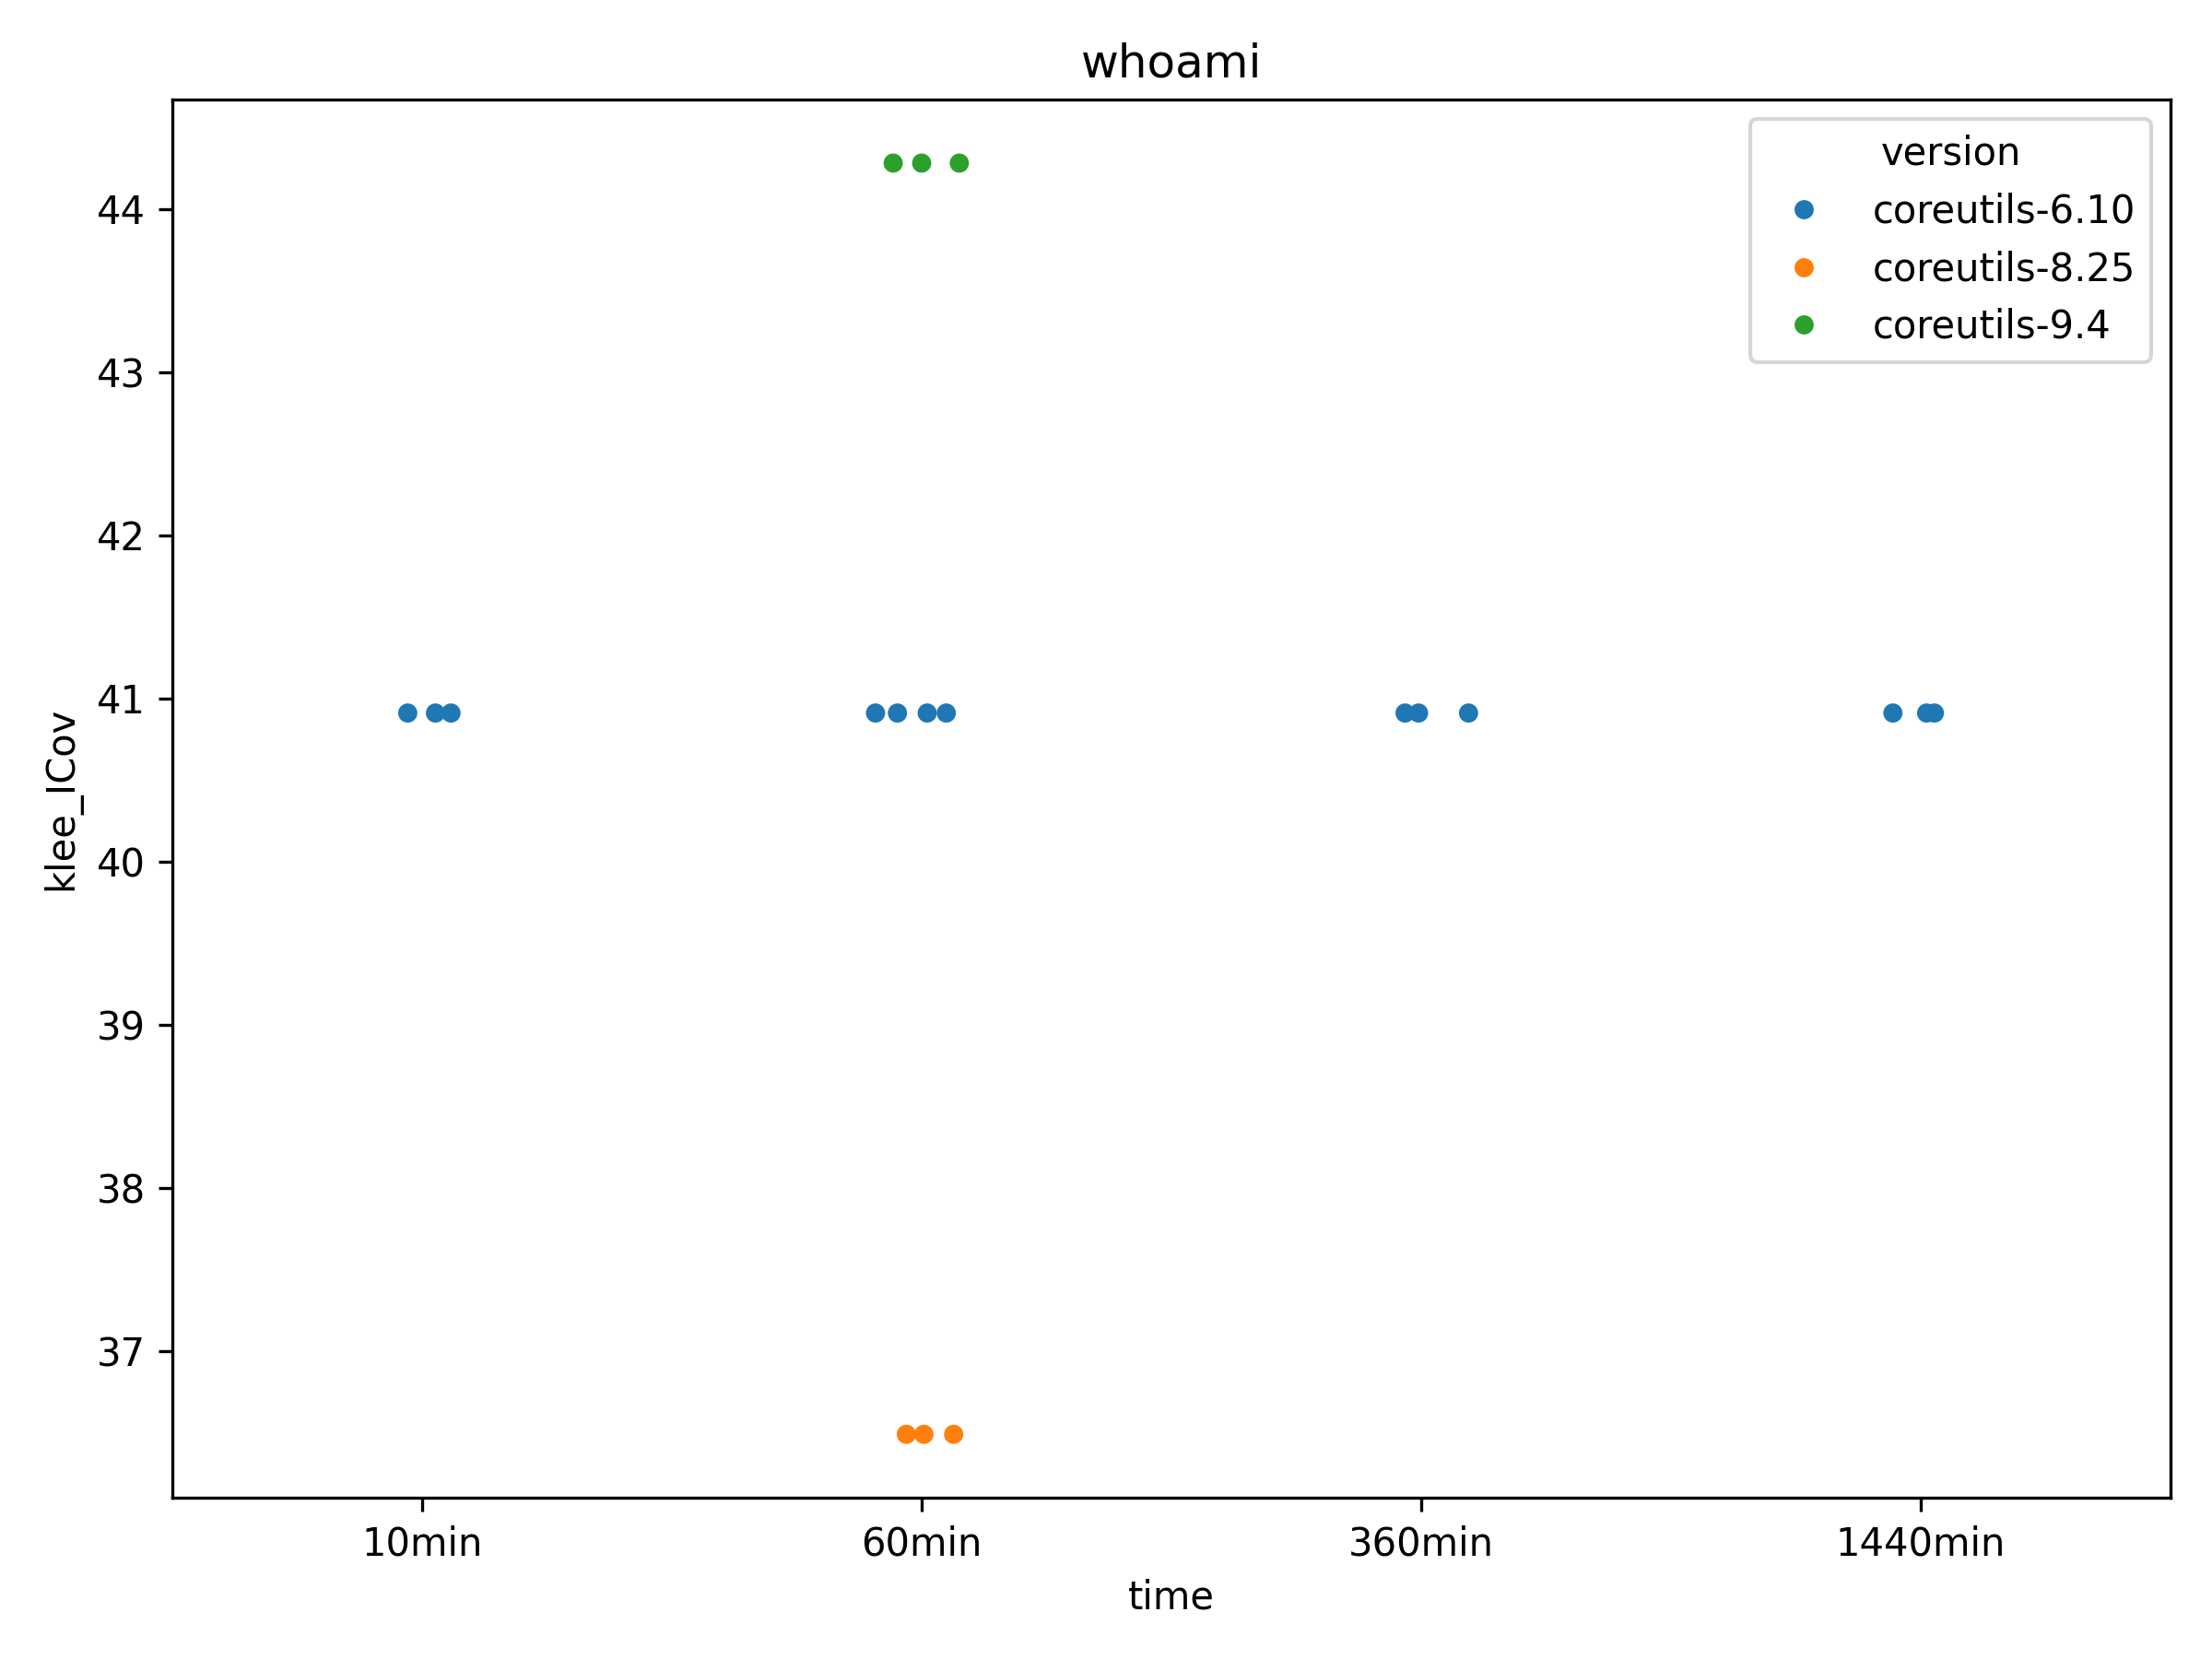 whoami
version
coreutils-6.10
coreutils-8.25
coreutils-9.4
44
43
42
41
40
39
38
37
klee_ICov
10min
60min
360min
1440min
time